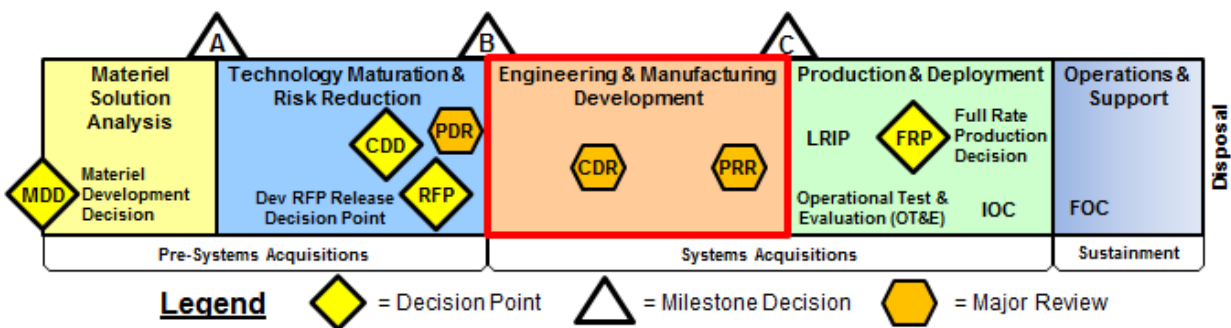 A
B
C
Materiel
Solution
Analysis
MDD
Materiel
Development
Decision
Technology Maturation &
Risk Reduction
CDD
PDR
Dev RFP Release
Decision Point
RFP
Engineering & Manufacturing
Development
CDR
PRR
Production & Deployment
LRIP
FRP
Full Rate
Production
Decision
Operational Test &
Evaluation (OT&E)
IOC
Operations &
Support
FOC
Disposal
Pre-Systems Acquisitions
Systems Acquisitions
Sustainment
Legend
= Decision Point
= Milestone Decision
= Major Review